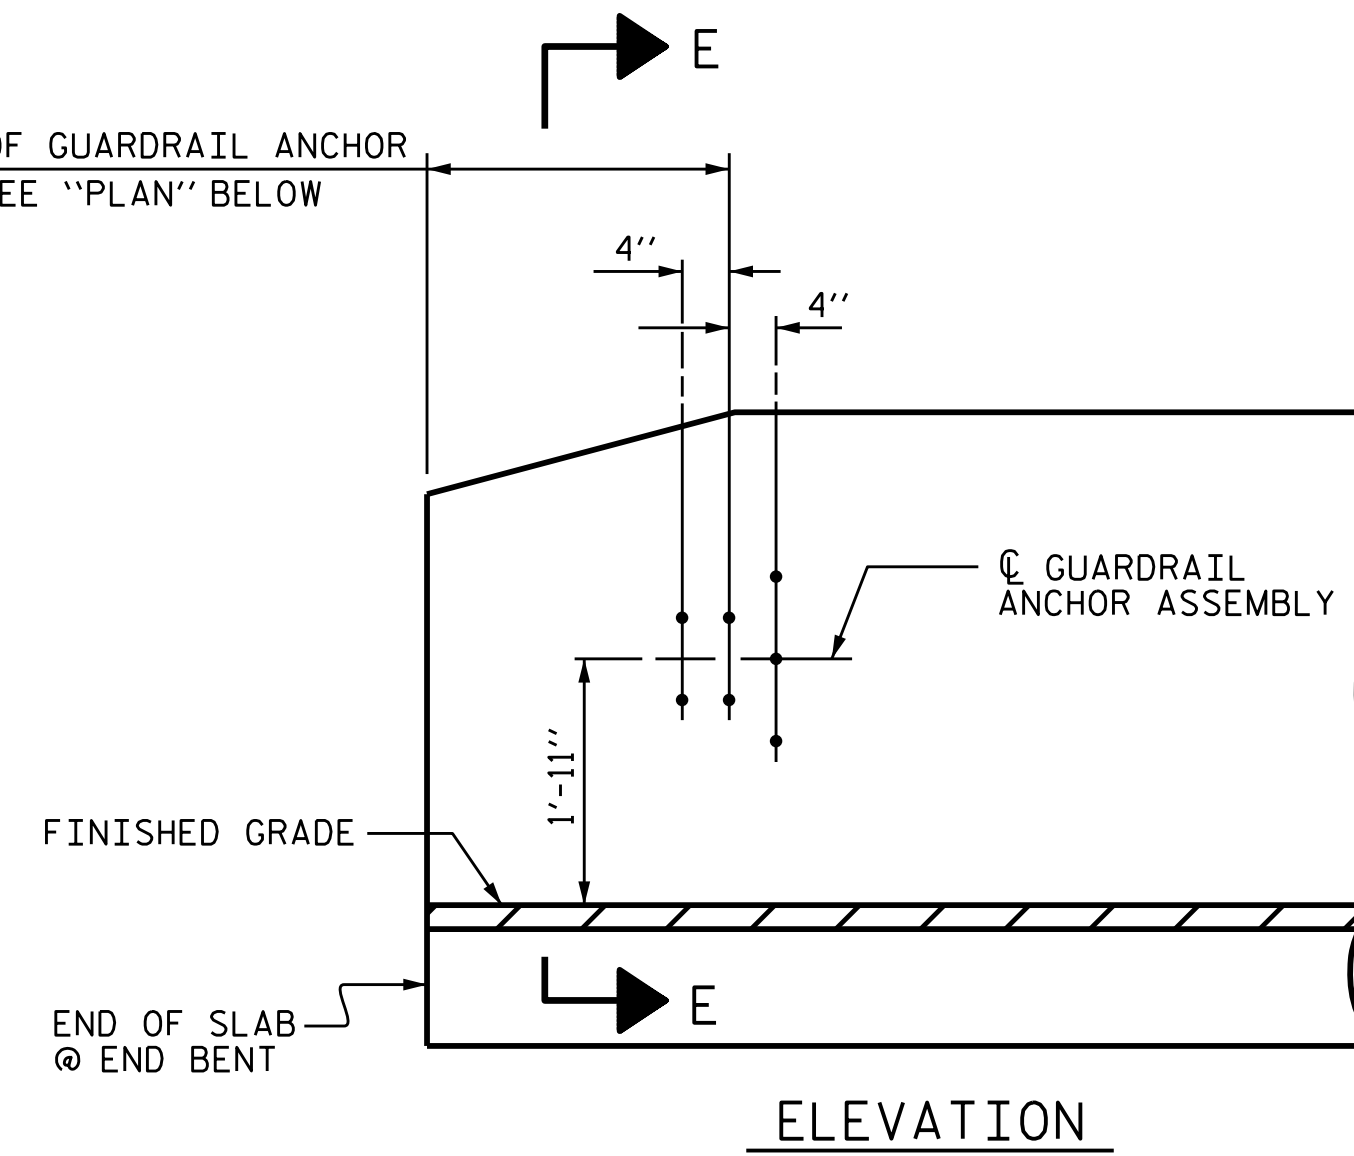 E
OF GUARDRAIL ANCHOR
SEE "PLAN" BELOW
4"
4"
℄ GUARDRAIL
ANCHOR ASSEMBLY
1'-11"
FINISHED GRADE
END OF SLAB
@ END BENT
E
ELEVATION